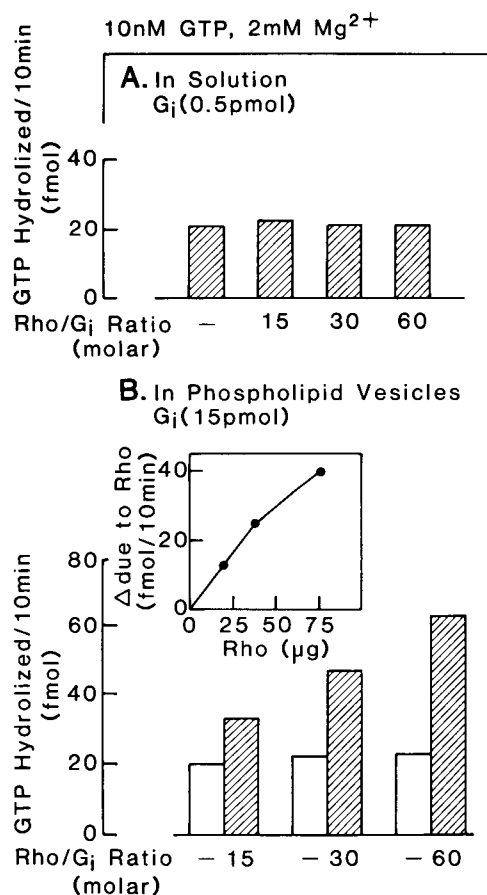 10nM GTP, 2mM Mg2+
A. In Solution
Gi(0.5pmol)
GTP Hydrolized/10min
(fmol)
40
20
0
Rho/Gi Ratio
(molar)
– 15 30 60
B. In Phospholipid Vesicles
Gi(15pmol)
Δdue to Rho
(fmol/10min)
40
20
0
0 25 50 75
Rho (μg)
GTP Hydrolized/10min
(fmol)
80
60
40
20
0
Rho/Gi Ratio
(molar)
– 15 – 30 – 60